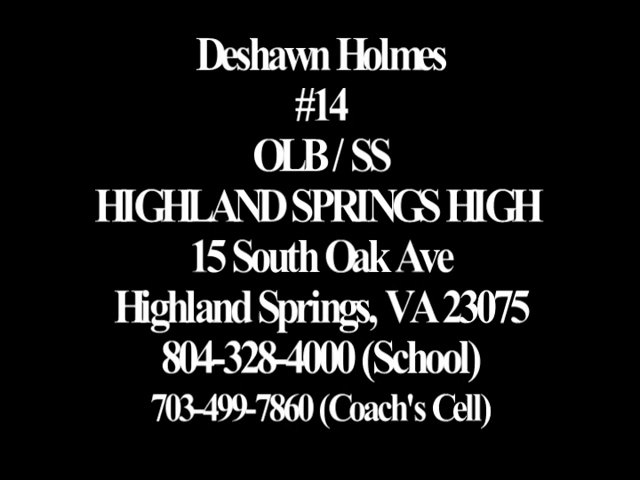 Deshawn Holmes
#14
OLB / SS
HIGHLAND SPRINGS HIGH
15 South Oak Ave
Highland Springs, VA 23075
804-328-4000 (School)
703-499-7860 (Coach's Cell)